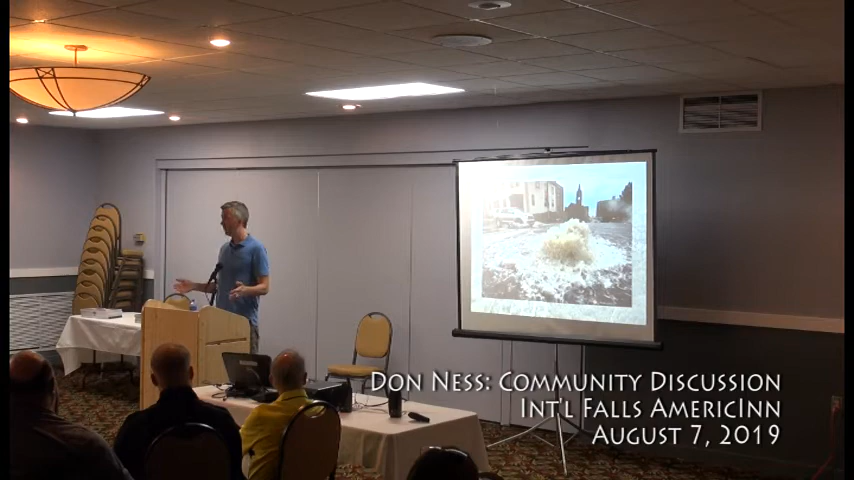 DON NESS: COMMUNITY DISCUSSION
INT'L FALLS AMERICINN
AUGUST 7, 2019